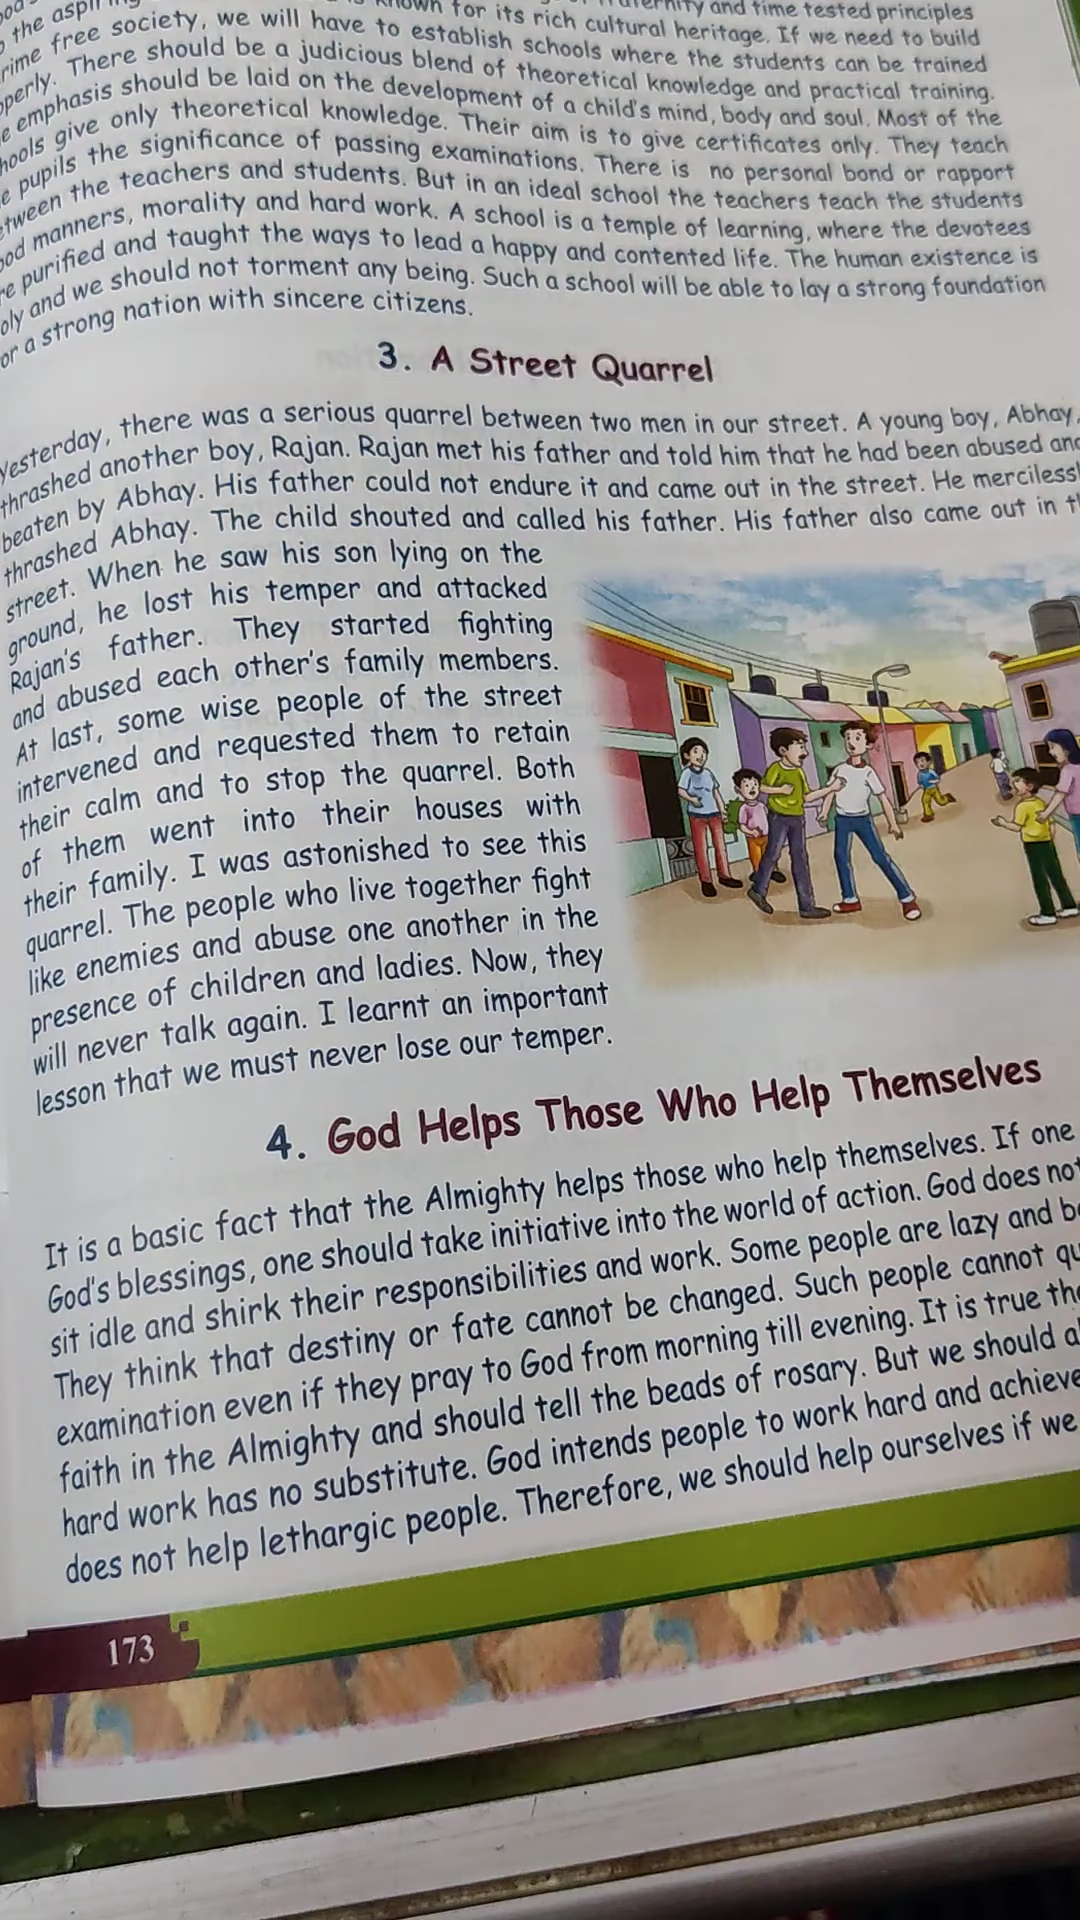 the
known for its rich cultural heritage. If we need to build
and time tested principles
free society, we will have to establish schools where the students can be trained
There should be a judicious blend of theoretical knowledge and practical training.
emphasis should be laid on the development of a child's mind, body and soul. Most of the
give only theoretical knowledge. Their aim is to give certificates only. They teach
pupils the significance of passing examinations. There is no personal bond or rapport
the teachers and students. But in an ideal school the teachers teach the students
manners, morality and hard work. A school is a temple of learning, where the devotees
purified and taught the ways to lead a happy and contented life. The human existence is
and we should not torment any being. Such a school will be able to lay a strong foundation
a strong nation with sincere citizens.
3. A Street Quarrel
Yesterday, there was a serious quarrel between two men in our street. A young boy, Abhay,
thrashed another boy, Rajan. Rajan met his father and told him that he had been abused
beaten by Abhay. His father could not endure it and came out in the street. He
thrashed Abhay. The child shouted and called his father. His father also came out in
street. When he saw his son lying on the
ground, he lost his temper and attacked
Rajan's father. They started fighting
and abused each other's family members.
At last, some wise people of the street
intervened and requested them to retain
their calm and to stop the quarrel. Both
of them went into their houses with
their family. I was astonished to see this
quarrel. The people who live together fight
like enemies and abuse one another in the
presence of children and ladies. Now, they
will never talk again. I learnt an important
lesson that we must never lose our temper.
4. God Helps Those Who Help Themselves
It is a basic fact that the Almighty helps those who help themselves. If one
God's blessings, one should take initiative into the world of action. God does
sit idle and shirk their responsibilities and work. Some people are lazy and
They think that destiny or fate cannot be changed. Such people cannot
examination even if they pray to God from morning till evening. It is true
faith in the Almighty and should tell the beads of rosary. But we should
hard work has no substitute. God intends people to work hard and
does not help lethargic people. Therefore, we should help ourselves if we
173